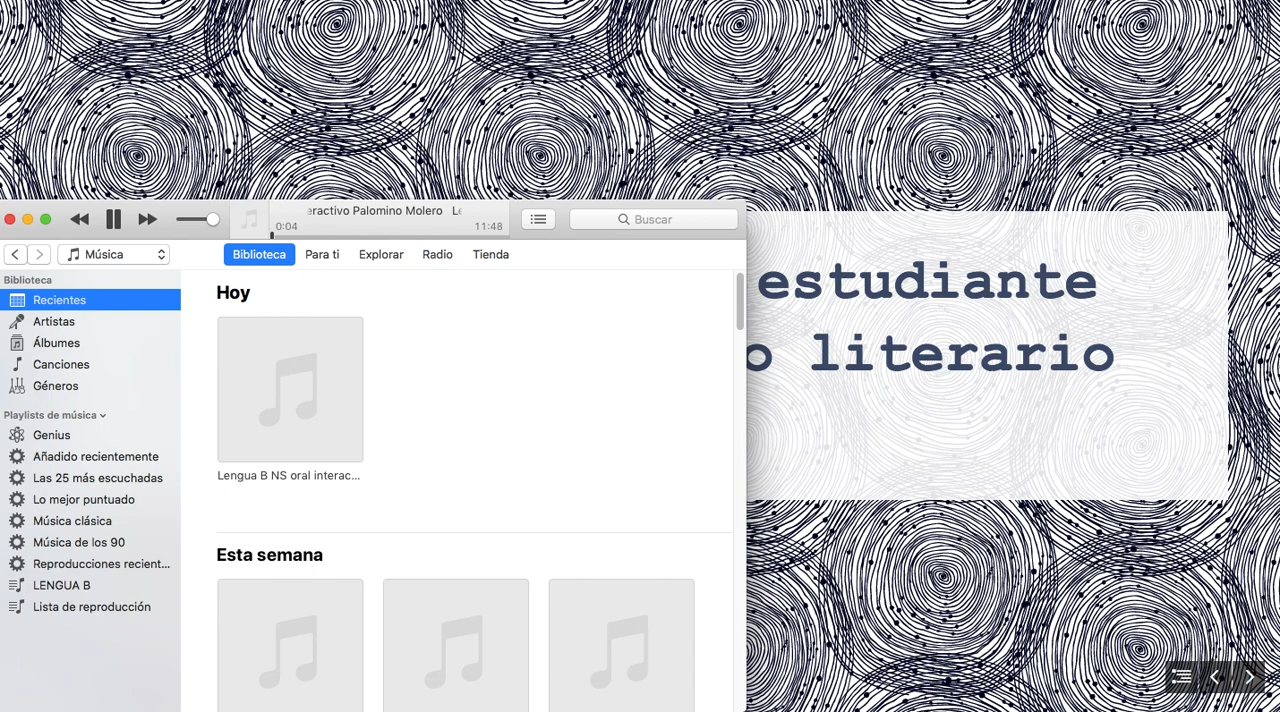 eractivo Palomino Molero Le
0:04
11:48
Buscar
Música
Biblioteca
Para ti
Explorar
Radio
Tienda
Biblioteca
Recientes
Artistas
Álbumes
Canciones
Géneros
Playlists de música
Genius
Añadido recientemente
Las 25 más escuchadas
Lo mejor puntuado
Música clásica
Música de los 90
Reproducciones recient...
LENGUA B
Lista de reproducción
Hoy
Lengua B NS oral interac...
Esta semana
estudiante
o literario